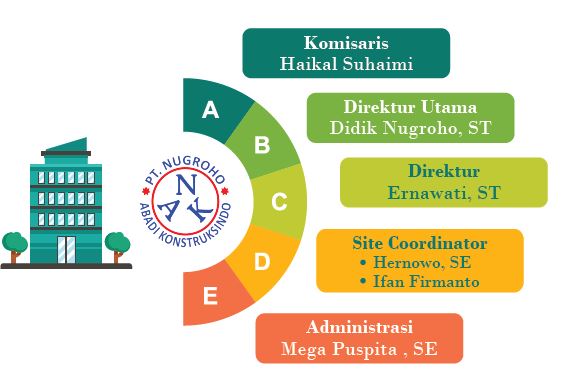 Komisaris
Haikal Suhaimi
A
Direktur Utama
Didik Nugroho, ST
B
Direktur
Ernawati, ST
C
Site Coordinator
• Hernowo, SE
• Ifan Firmanto
D
Administrasi
Mega Puspita , SE
E
PT. NUGROHO
NAK
ABADI KONSTRUKSINDO